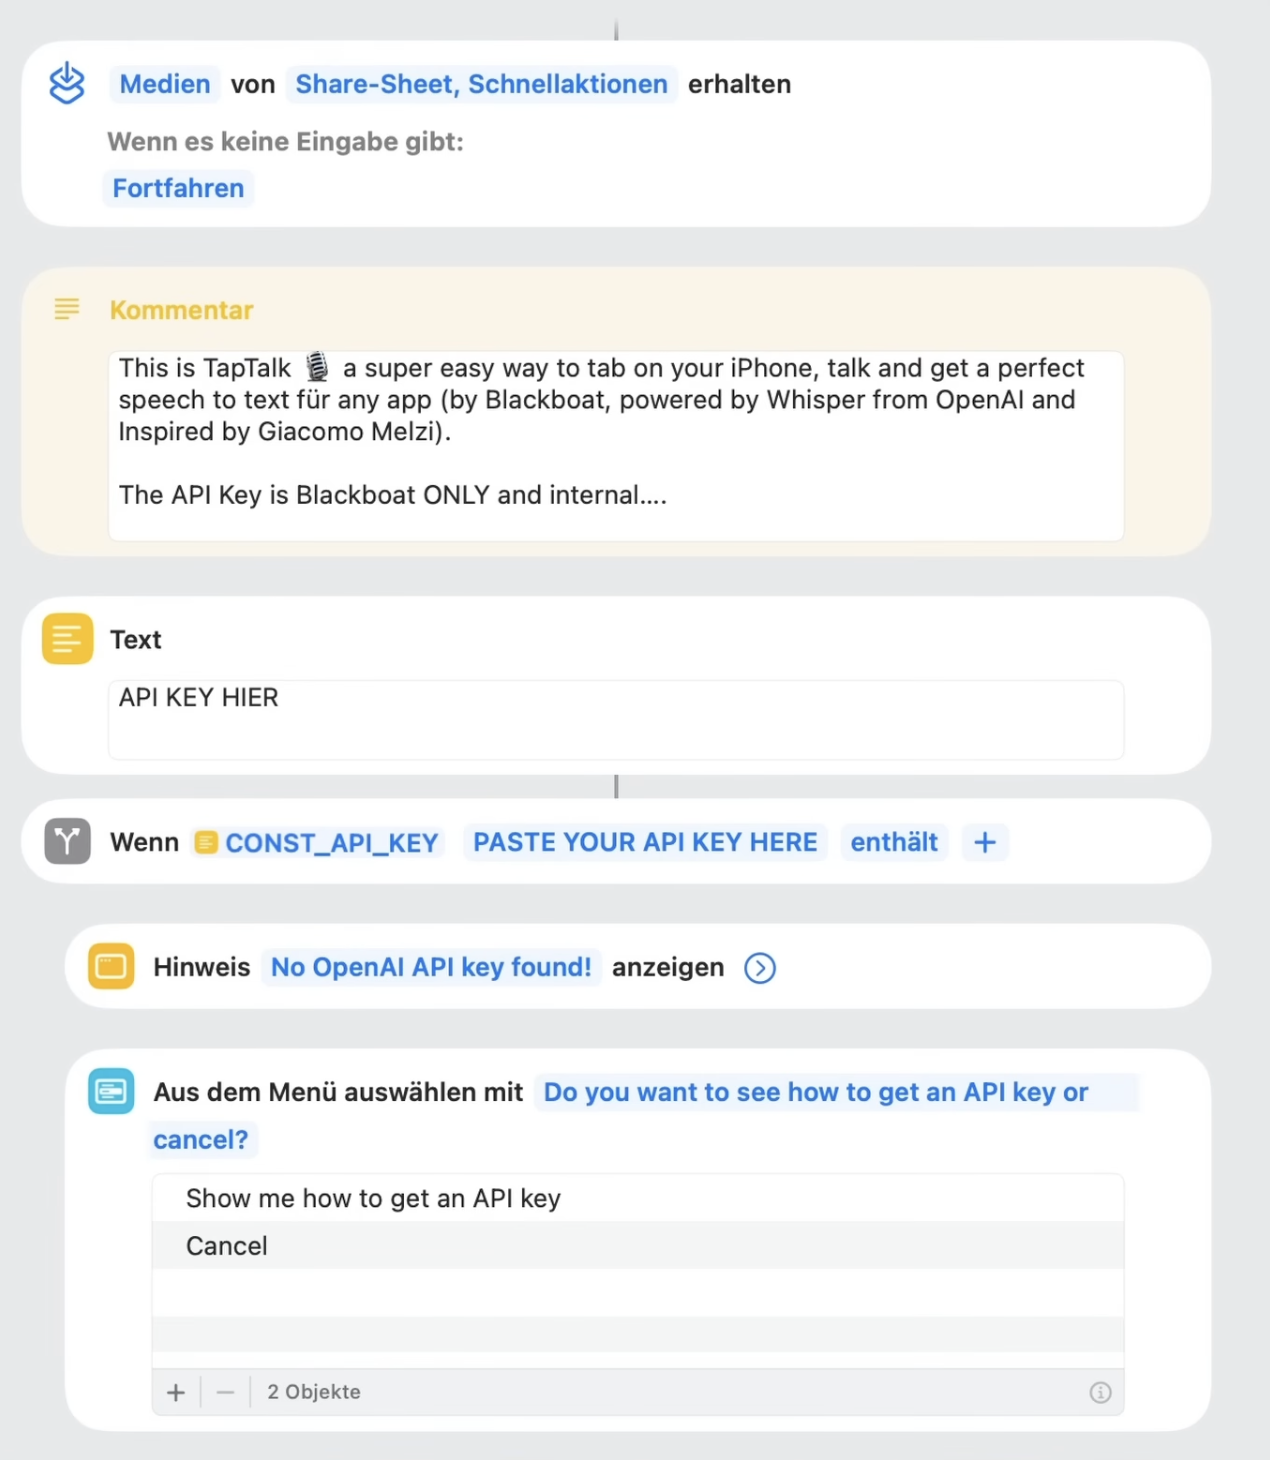 Medien von Share-Sheet, Schnellaktionen erhalten
Wenn es keine Eingabe gibt:
Fortfahren
Kommentar
This is TapTalk 🎙️ a super easy way to tab on your iPhone, talk and get a perfect
speech to text für any app (by Blackboat, powered by Whisper from OpenAI and
Inspired by Giacomo Melzi).
The API Key is Blackboat ONLY and internal....
Text
API KEY HIER
Wenn CONST_API_KEY PASTE YOUR API KEY HERE enthält +
Hinweis No OpenAI API key found! anzeigen
Aus dem Menü auswählen mit Do you want to see how to get an API key or
cancel?
Show me how to get an API key
Cancel
+ − 2 Objekte